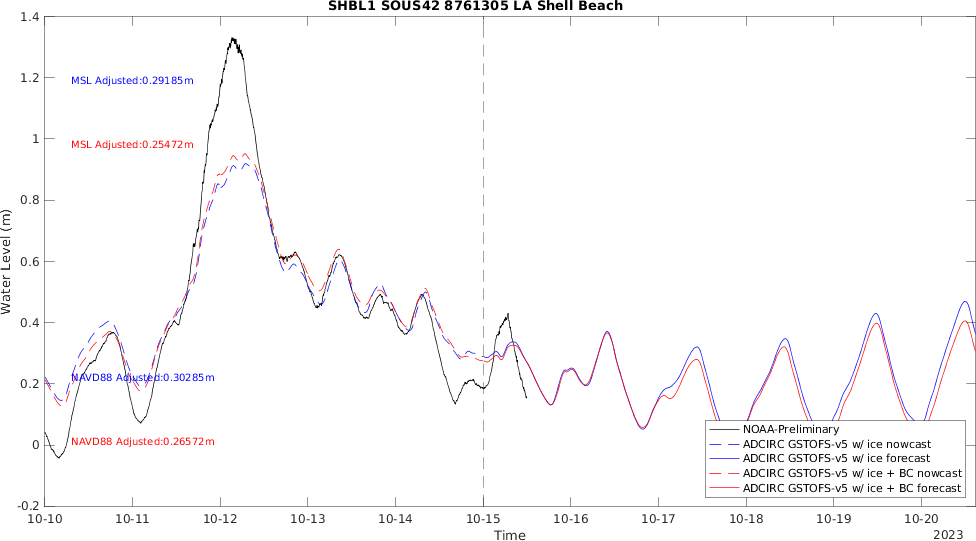 SHBL1 SOUS42 8761305 LA Shell Beach
Water Level (m)
1.4
1.2
1
0.8
0.6
0.4
0.2
0
-0.2
MSL Adjusted:0.29185m
MSL Adjusted:0.25472m
NAVD88 Adjusted:0.30285m
NAVD88 Adjusted:0.26572m
NOAA-Preliminary
ADCIRC GSTOFS-v5 w/ ice nowcast
ADCIRC GSTOFS-v5 w/ ice forecast
ADCIRC GSTOFS-v5 w/ ice + BC nowcast
ADCIRC GSTOFS-v5 w/ ice + BC forecast
10-10 10-11 10-12 10-13 10-14 10-15 10-16 10-17 10-18 10-19 10-20
Time
2023